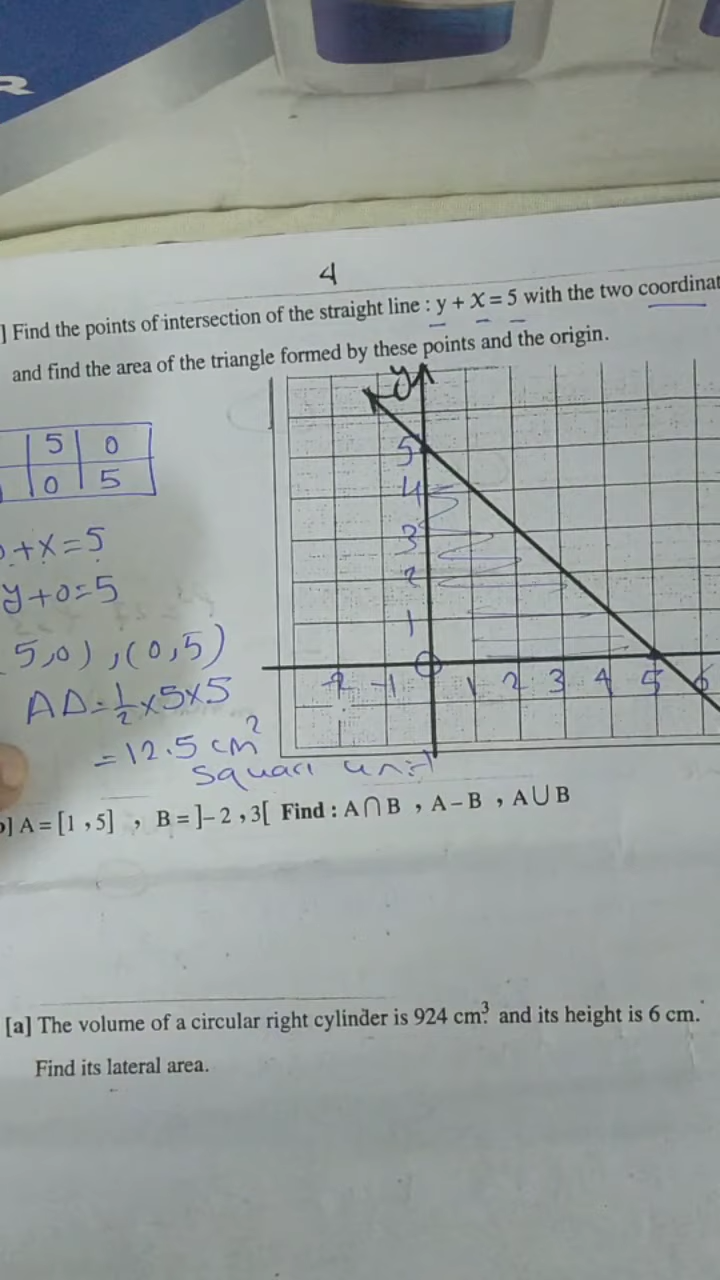 R
4
] Find the points of intersection of the straight line : y + x = 5 with the two coordinat
and find the area of the triangle formed by these points and the origin.
y
5 0
0 5
5
4
3
2
1
+x=5
y+0=5
5,0) ,(0,5)
-2 -1 1 2 3 4 5 6
AΔ=½×5×5
=12.5 cm²
squari unit
b] A = [1 , 5] , B = ]– 2 , 3[ Find : A∩B , A – B , A∪B
[a] The volume of a circular right cylinder is 924 cm³. and its height is 6 cm.
Find its lateral area.